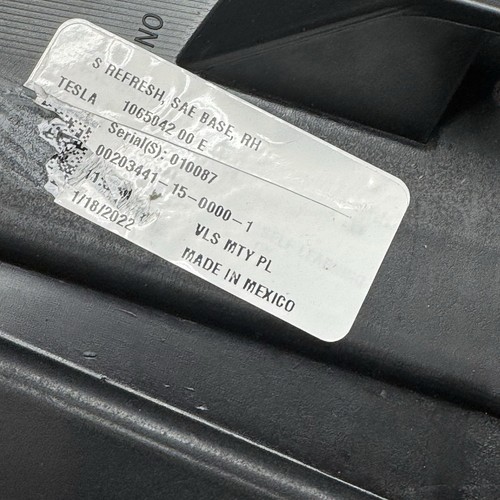 NO
S REFRESH, SAE BASE, RH
TESLA 1065042 00 E
Serial(S): 010087
00203441-15-0000-1
1/18/2022
VLS MTY PL
MADE IN MEXICO